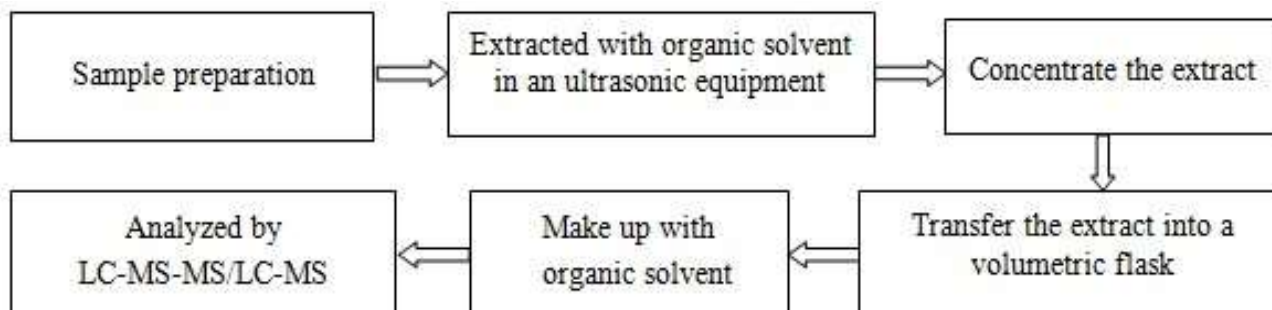 Sample preparation
Extracted with organic solvent
in an ultrasonic equipment
Concentrate the extract
Transfer the extract into a
volumetric flask
Make up with
organic solvent
Analyzed by
LC-MS-MS/LC-MS